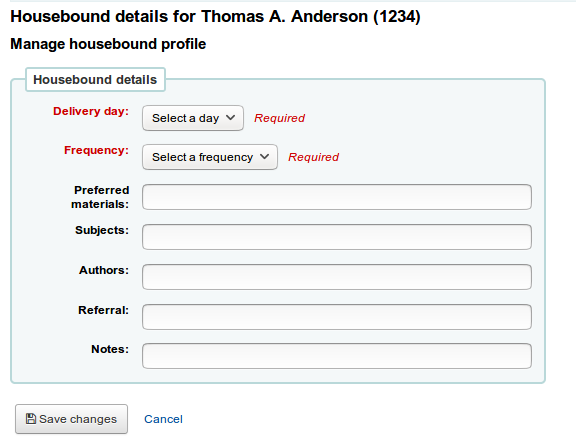 Housebound details for Thomas A. Anderson (1234)
Manage housebound profile
Housebound details
Delivery day: Select a day Required
Frequency: Select a frequency Required
Preferred
materials:
Subjects:
Authors:
Referral:
Notes:
Save changes Cancel